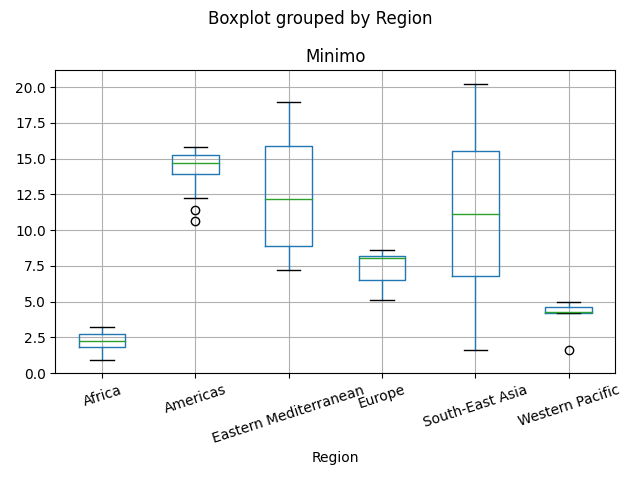 Boxplot grouped by Region
Minimo
20.0
17.5
15.0
12.5
10.0
7.5
5.0
2.5
0.0
Africa
Americas
Eastern Mediterranean
Europe
South-East Asia
Western Pacific
Region